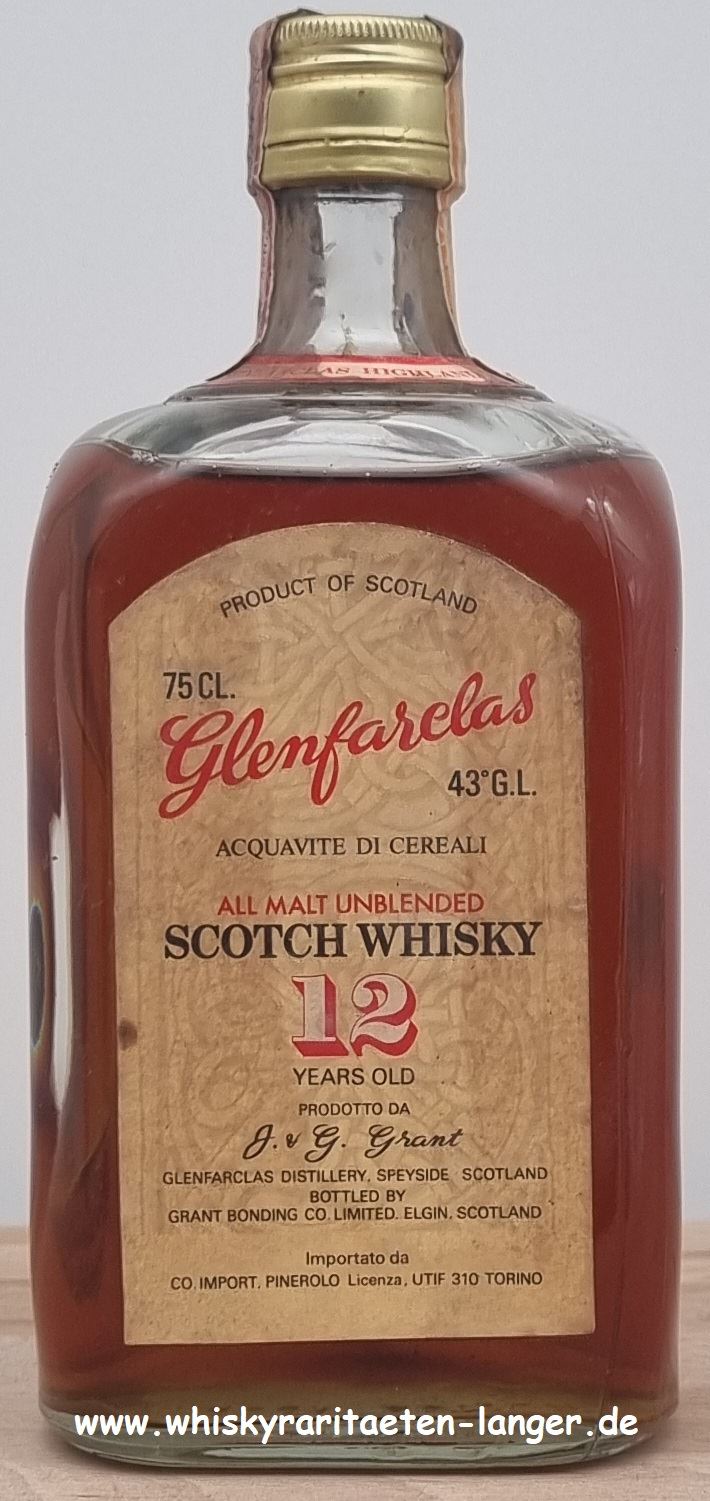 HIGHLAND
PRODUCT OF SCOTLAND
75 CL.
Glenfarclas
43°G.L.
ACQUAVITE DI CEREALI
ALL MALT UNBLENDED
SCOTCH WHISKY
12
YEARS OLD
PRODOTTO DA
J. & G. Grant
GLENFARCLAS DISTILLERY, SPEYSIDE SCOTLAND
BOTTLED BY
GRANT BONDING CO. LIMITED. ELGIN, SCOTLAND
Importato da
CO. IMPORT, PINEROLO Licenza, UTIF 310 TORINO
www.whiskyraritaeten-langer.de